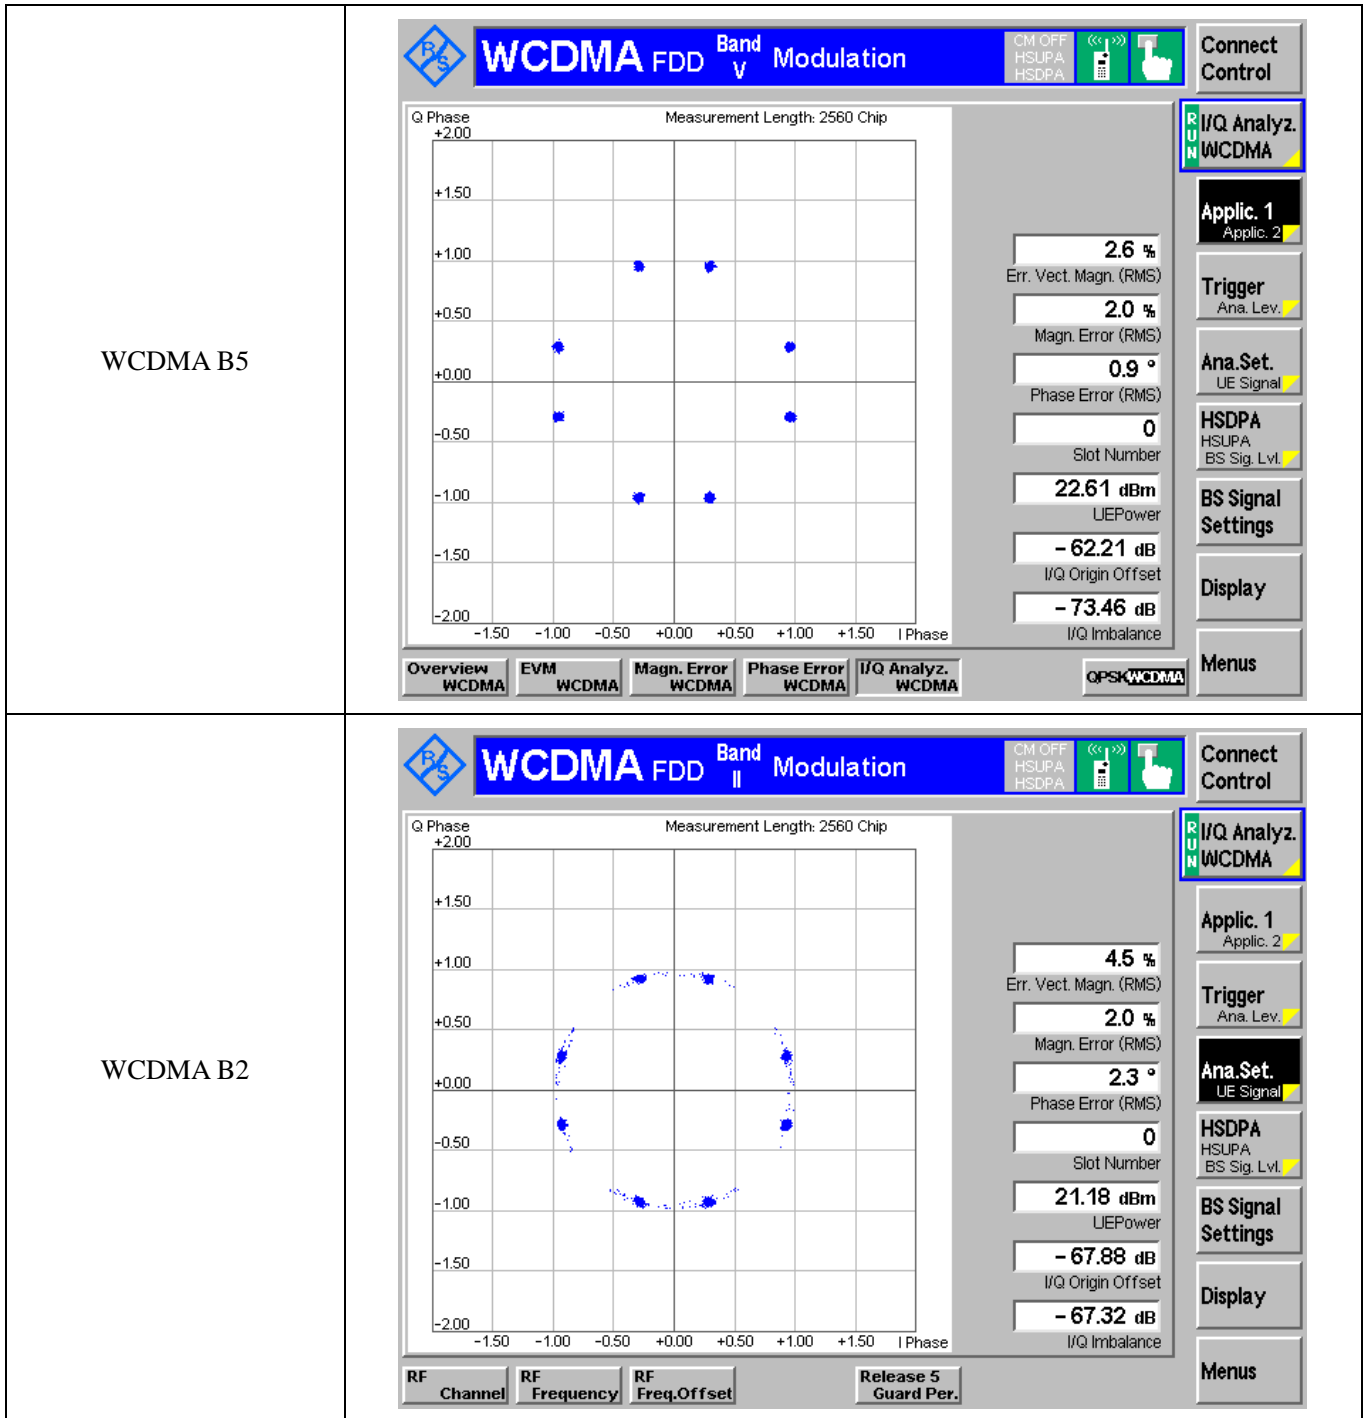 WCDMA B5
R/S
WCDMA FDD Band V Modulation
CM OFF
HSUPA
HSDPA
Connect Control
Q Phase
Measurement Length: 2560 Chip
+2.00
+1.50
+1.00
+0.50
+0.00
-0.50
-1.00
-1.50
-2.00
-1.50 -1.00 -0.50 +0.00 +0.50 +1.00 +1.50 I Phase
2.6 %
Err. Vect. Magn. (RMS)
2.0 %
Magn. Error (RMS)
0.9 °
Phase Error (RMS)
0
Slot Number
22.61 dBm
UEPower
- 62.21 dB
I/Q Origin Offset
- 73.46 dB
I/Q Imbalance
RUN
I/Q Analyz.
WCDMA
Applic. 1
Applic. 2
Trigger
Ana. Lev.
Ana.Set.
UE Signal
HSDPA
HSUPA
BS Sig. Lvl.
BS Signal
Settings
Display
Menus
Overview WCDMA
EVM WCDMA
Magn. Error WCDMA
Phase Error WCDMA
I/Q Analyz. WCDMA
QPSK WCDMA
WCDMA B2
R/S
WCDMA FDD Band II Modulation
CM OFF
HSUPA
HSDPA
Connect Control
Q Phase
Measurement Length: 2560 Chip
+2.00
+1.50
+1.00
+0.50
+0.00
-0.50
-1.00
-1.50
-2.00
-1.50 -1.00 -0.50 +0.00 +0.50 +1.00 +1.50 I Phase
4.5 %
Err. Vect. Magn. (RMS)
2.0 %
Magn. Error (RMS)
2.3 °
Phase Error (RMS)
0
Slot Number
21.18 dBm
UEPower
- 67.88 dB
I/Q Origin Offset
- 67.32 dB
I/Q Imbalance
RUN
I/Q Analyz.
WCDMA
Applic. 1
Applic. 2
Trigger
Ana. Lev.
Ana.Set.
UE Signal
HSDPA
HSUPA
BS Sig. Lvl.
BS Signal
Settings
Display
Menus
RF Channel
RF Frequency
RF Freq.Offset
Release 5 Guard Per.